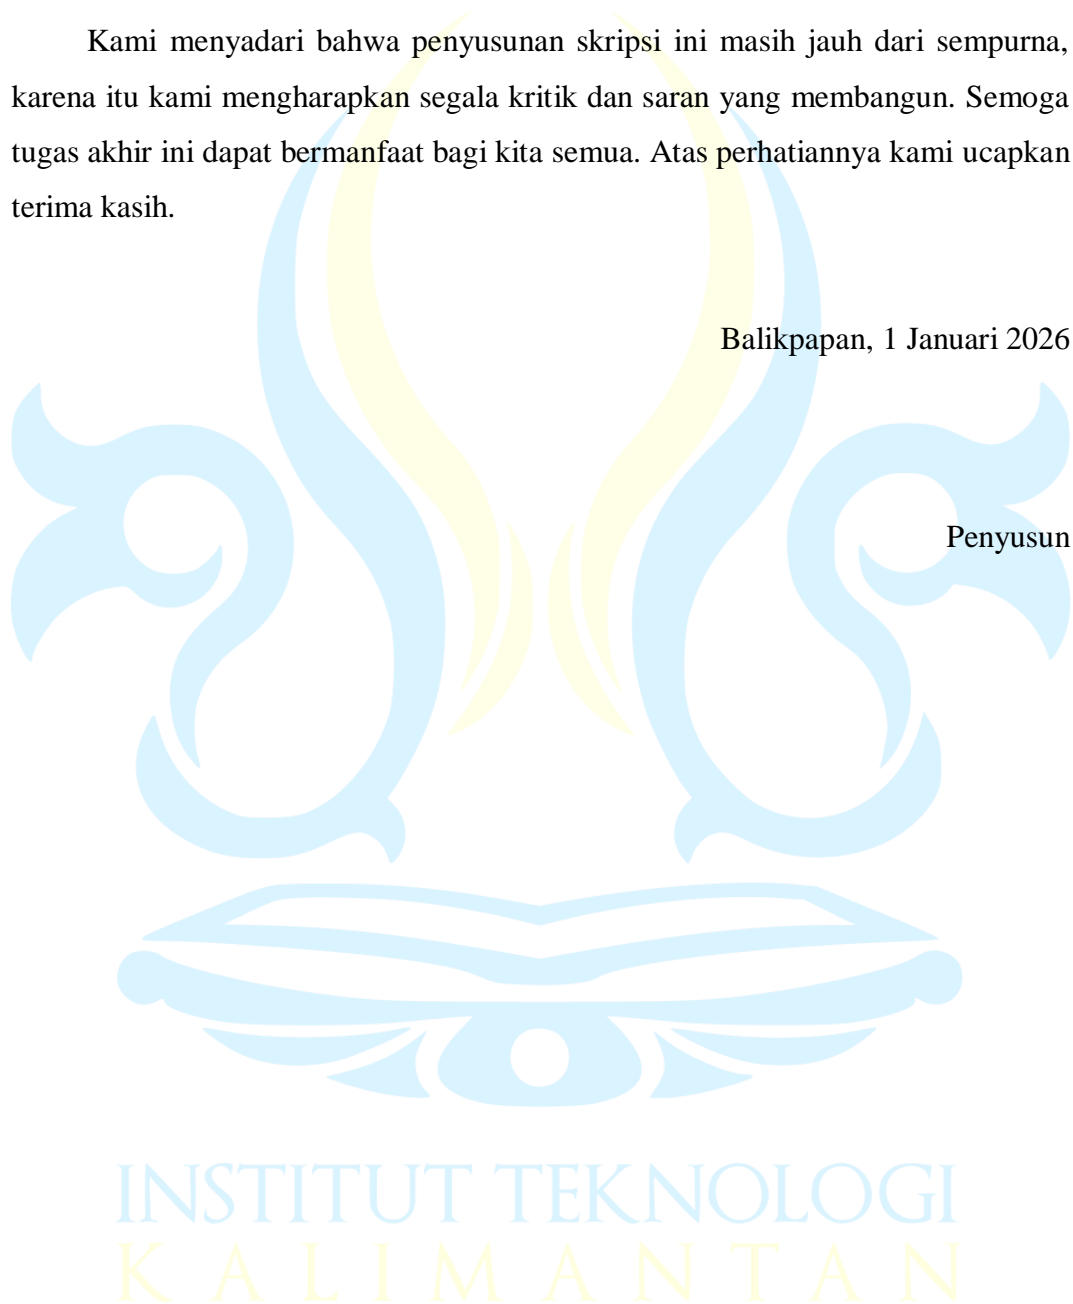 Kami menyadari bahwa penyusunan skripsi ini masih jauh dari sempurna,
karena itu kami mengharapkan segala kritik dan saran yang membangun. Semoga
tugas akhir ini dapat bermanfaat bagi kita semua. Atas perhatiannya kami ucapkan
terima kasih.
Balikpapan, 1 Januari 2026
Penyusun
INSTITUT TEKNOLOGI
KALIMANTAN